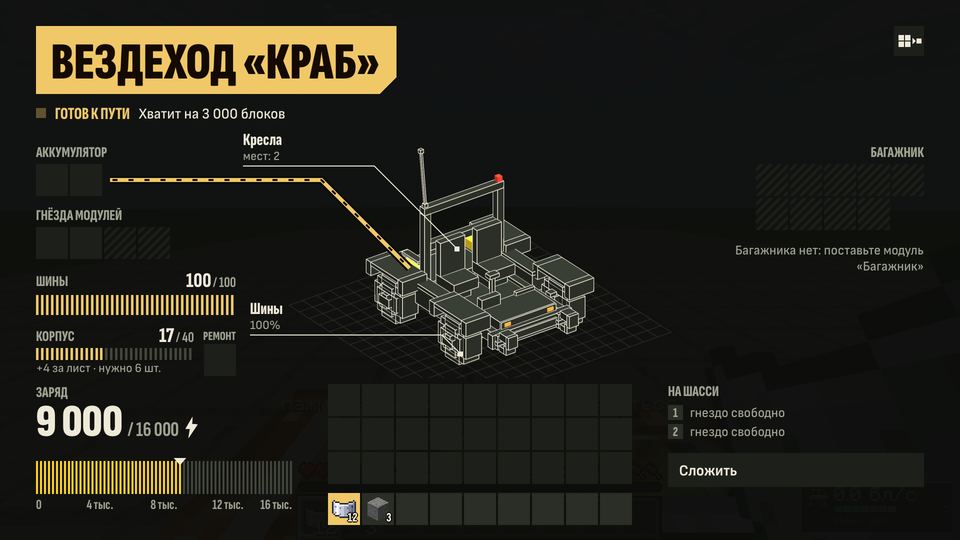 ВЕЗДЕХОД «КРАБ»
ГОТОВ К ПУТИ Хватит на 3 000 блоков
Кресла
мест: 2
АККУМУЛЯТОР
БАГАЖНИК
ГНЁЗДА МОДУЛЕЙ
Багажника нет: поставьте модуль
«Багажник»
ШИНЫ 100 / 100
Шины
100%
КОРПУС 17 / 40 РЕМОНТ
+4 за лист · нужно 6 шт.
ЗАРЯД
9 000 / 16 000
0 4 тыс. 8 тыс. 12 тыс. 16 тыс.
НА ШАССИ
1 гнездо свободно
2 гнездо свободно
Сложить
12 3
0.0 бл/с